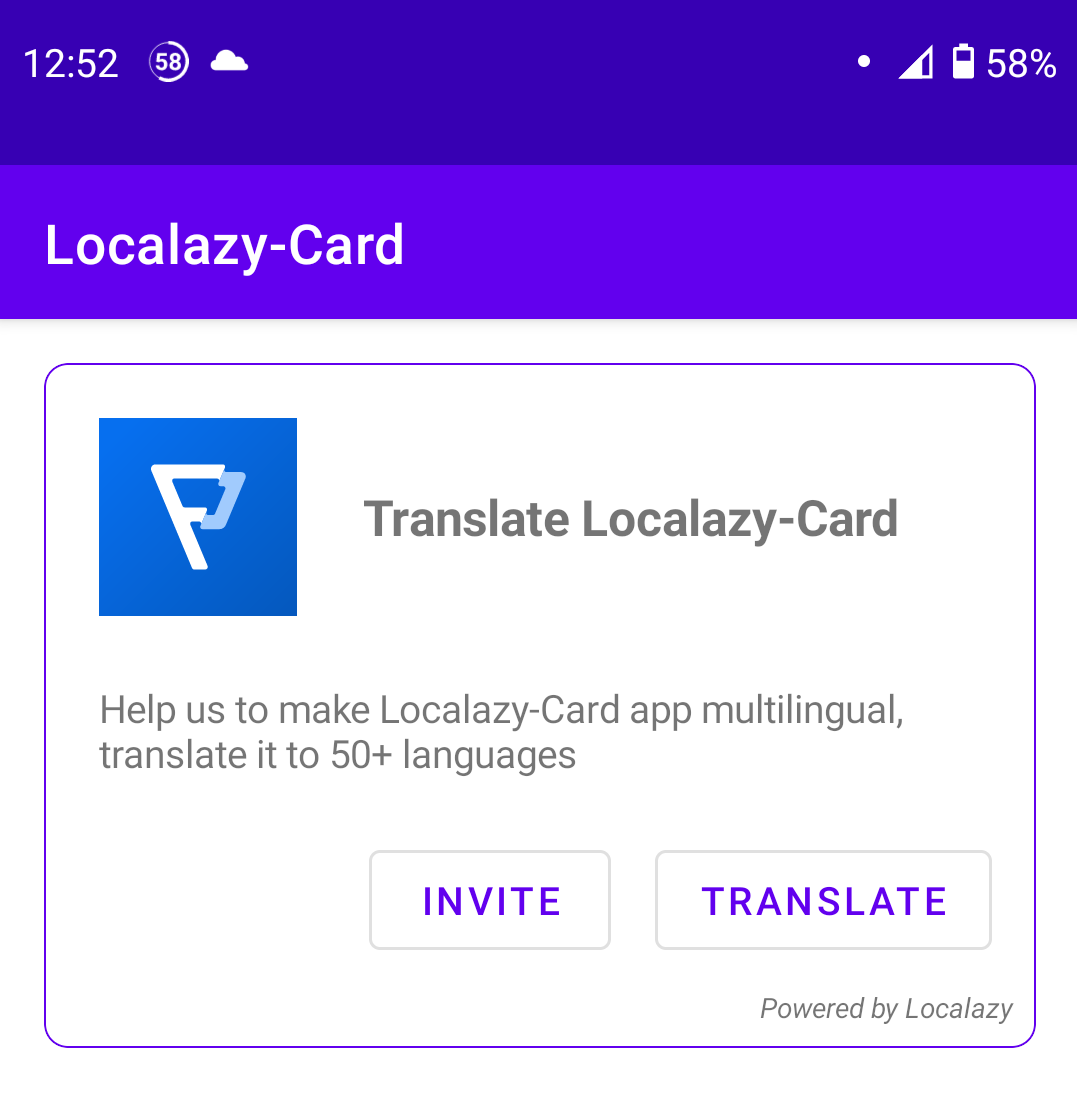 12:52 58 58%
Localazy-Card
Translate Localazy-Card
Help us to make Localazy-Card app multilingual,
translate it to 50+ languages
INVITE TRANSLATE
Powered by Localazy